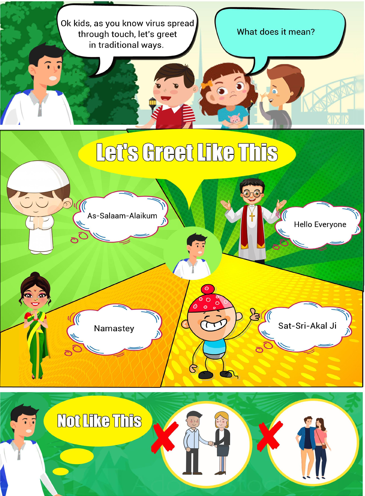 Ok kids, as you know virus spread
through touch, let's greet
in traditional ways.
What does it mean?
Let's Greet Like This
As-Salaam-Alaikum
Hello Everyone
Namastey
Sat-Sri-Akal Ji
Not Like This